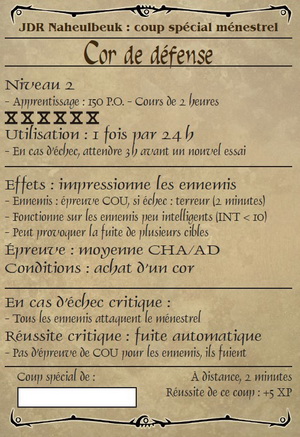 JDR Naheulbeuk : coup spécial ménestrel
Cor de défense
Niveau 2
- Apprentissage : 150 P.O. - Cours de 2 heures
Utilisation : 1 fois par 24h
- En cas d'échec, attendre 3h avant un nouvel essai
Effets : impressionne les ennemis
- Ennemis : épreuve COU, si échec : terreur (2 minutes)
- Fonctionne sur les ennemis peu intelligents (INT < 10)
- Peut provoquer la fuite de plusieurs cibles
Épreuve : moyenne CHA/AD
Conditions : achat d'un cor
En cas d'échec critique :
- Tous les ennemis attaquent le ménestrel
Réussite critique : fuite automatique
- Pas d'épreuve de COU pour les ennemis, ils fuient
Coup spécial de :
À distance, 2 minutes
Réussite de ce coup : +5 XP